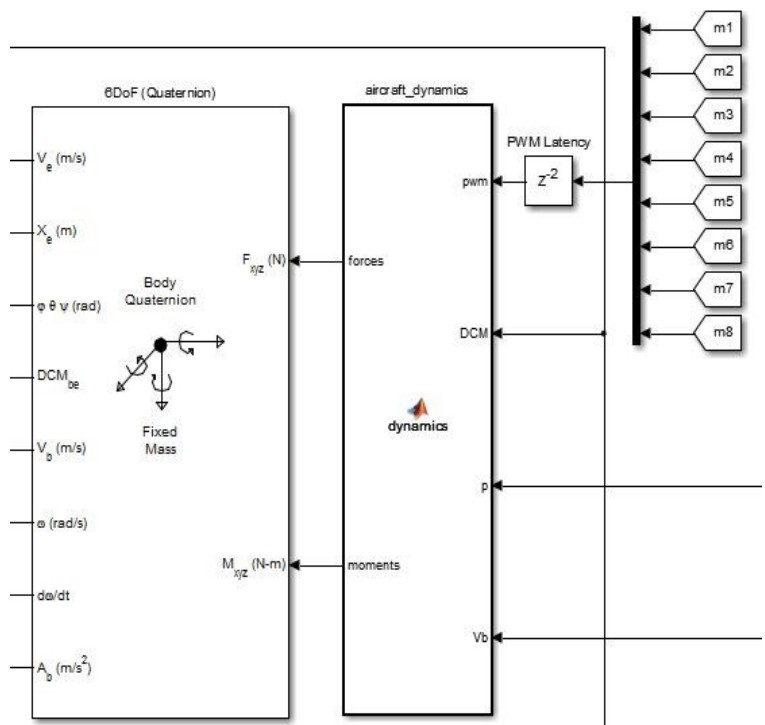 m1
m2
m3
m4
m5
m6
m7
m8
PWM Latency
Z⁻²
aircraft_dynamics
pwm
forces
DCM
dynamics
p
moments
Vb
6DoF (Quaternion)
V_e (m/s)
X_e (m)
F_xyz (N)
φ θ ψ (rad)
Body
Quaternion
DCM_be
Fixed
Mass
V_b (m/s)
ω (rad/s)
M_xyz (N-m)
dω/dt
A_b (m/s²)